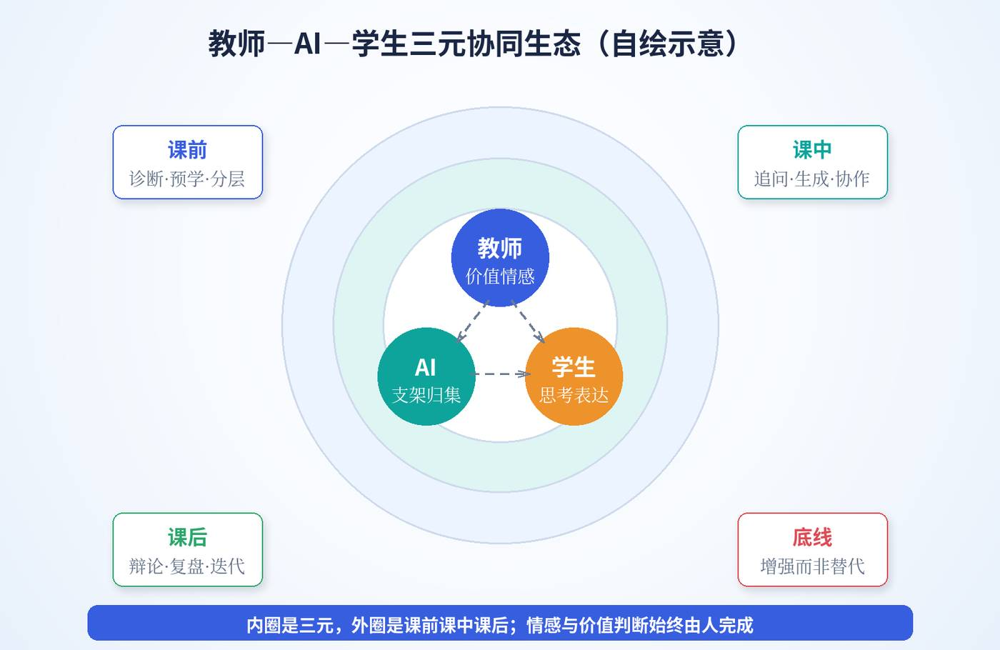 教师—AI—学生三元协同生态（自绘示意）
课前
诊断·预学·分层
课中
追问·生成·协作
教师
价值情感
AI
支架归集
学生
思考表达
课后
辩论·复盘·迭代
底线
增强而非替代
内圈是三元，外圈是课前课中课后；情感与价值判断始终由人完成